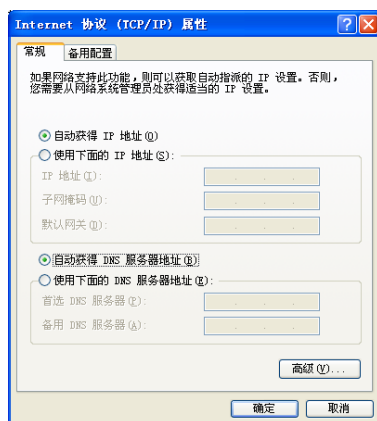 Internet 协议 (TCP/IP) 属性
常规 备用配置
如果网络支持此功能，则可以获取自动指派的 IP 设置。否则，
您需要从网络系统管理员处获得适当的 IP 设置。
自动获得 IP 地址(O)
使用下面的 IP 地址(S):
IP 地址(I):
子网掩码(U):
默认网关(D):
自动获得 DNS 服务器地址(B)
使用下面的 DNS 服务器地址(E):
首选 DNS 服务器(P):
备用 DNS 服务器(A):
高级(V)...
确定 取消